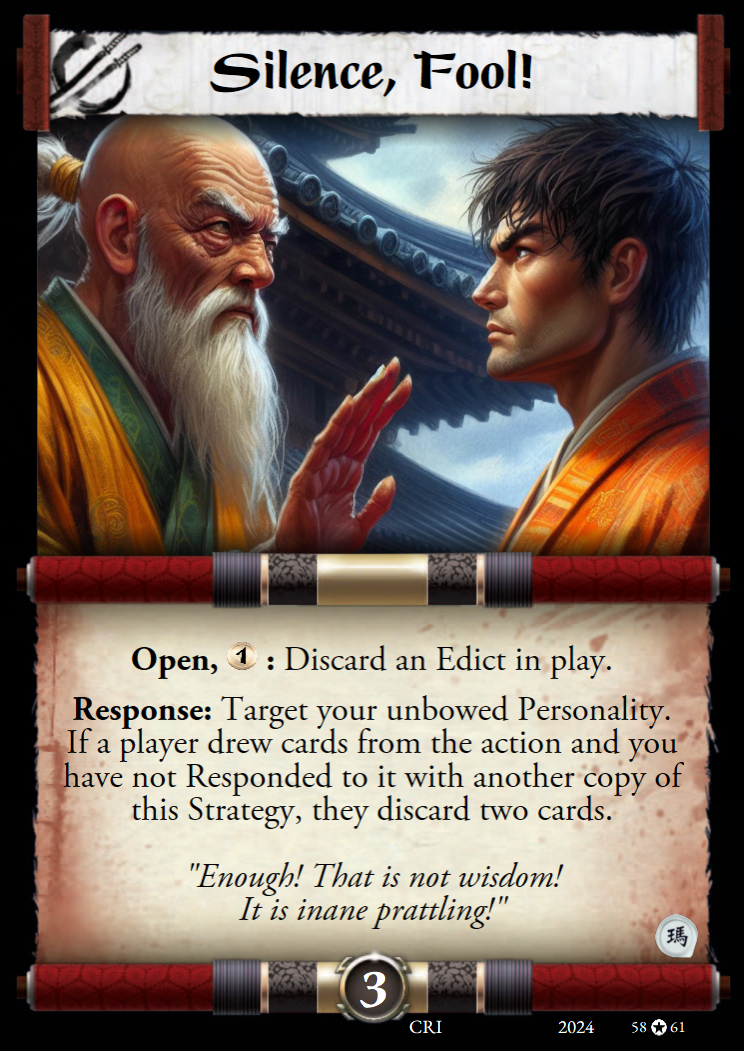 Silence, Fool!
Open, 1 : Discard an Edict in play.
Response: Target your unbowed Personality.
If a player drew cards from the action and you
have not Responded to it with another copy of
this Strategy, they discard two cards.
"Enough! That is not wisdom!
It is inane prattling!"
瑪
3
CRI 2024 58 61